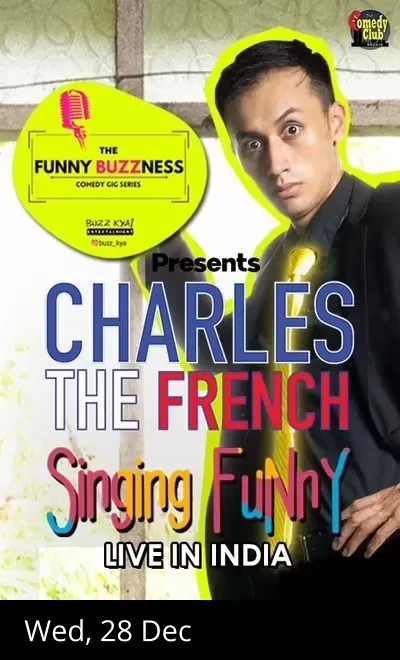 The
Comedy
Club
THE
FUNNY BUZZNESS
COMEDY GIG SERIES
BUZZ KYA!
ENTERTAINMENT
buzz_kya
Presents
CHARLES
THE FRENCH
Singing FuNnY
LIVE IN INDIA
Wed, 28 Dec